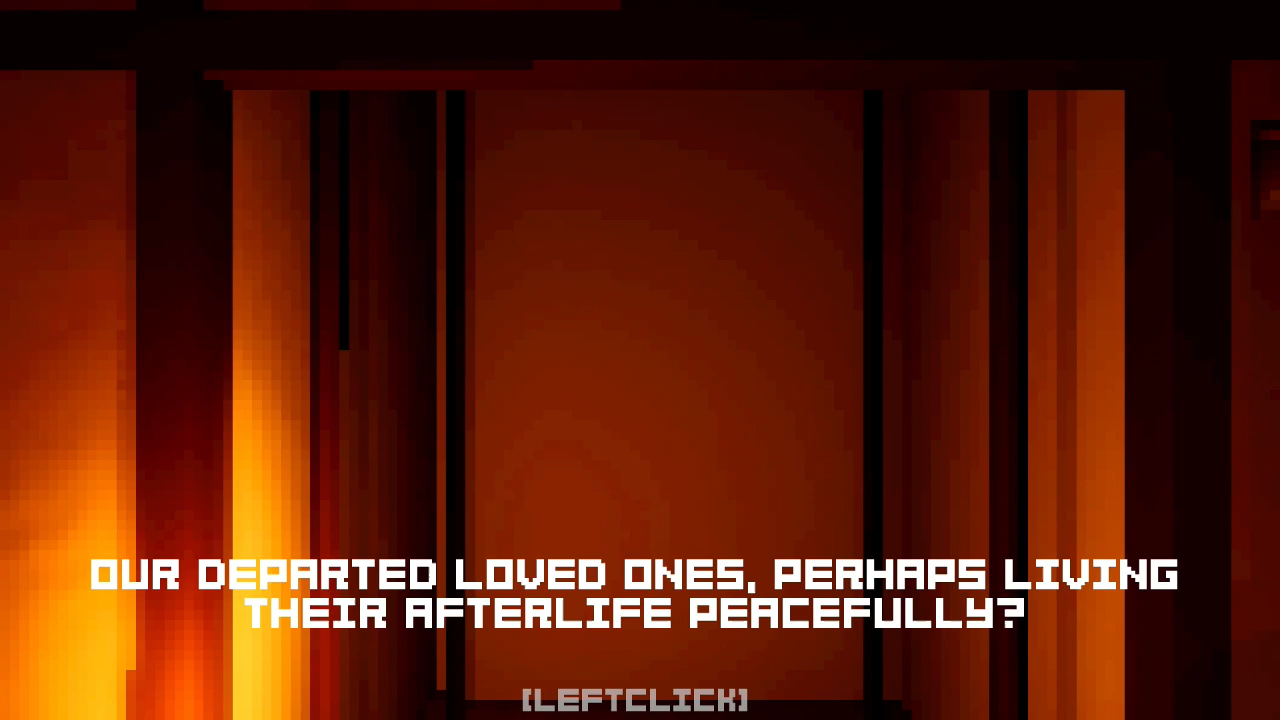 OUR DEPARTED LOVED ONES, PERHAPS LIVING
THEIR AFTERLIFE PEACEFULLY?
[LEFTCLICK]